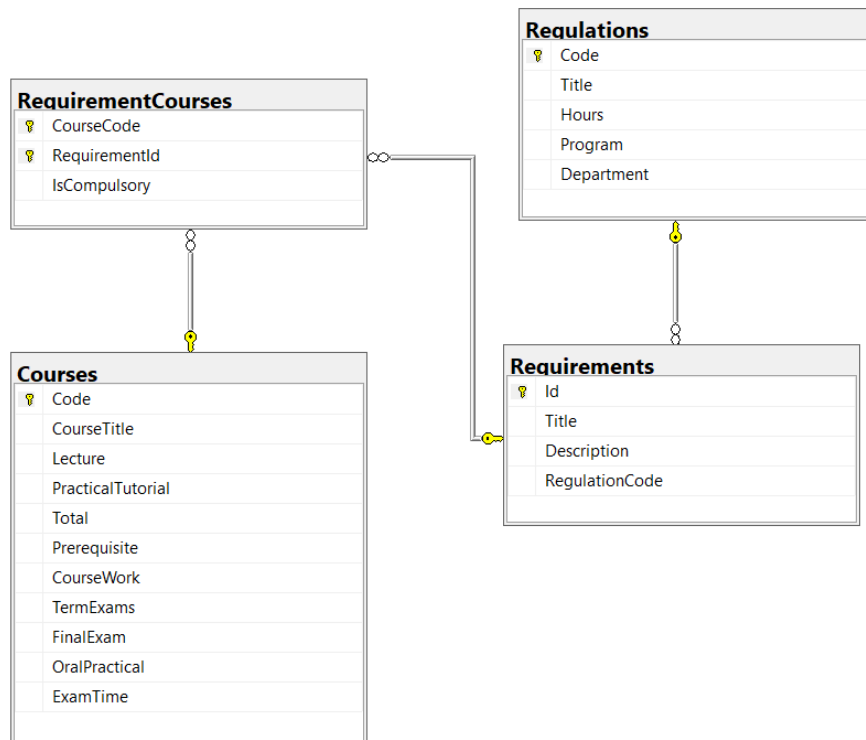 Regulations
Code
Title
Hours
Program
Department
RequirementCourses
CourseCode
RequirementId
IsCompulsory
Courses
Code
CourseTitle
Lecture
PracticalTutorial
Total
Prerequisite
CourseWork
TermExams
FinalExam
OralPractical
ExamTime
Requirements
Id
Title
Description
RegulationCode